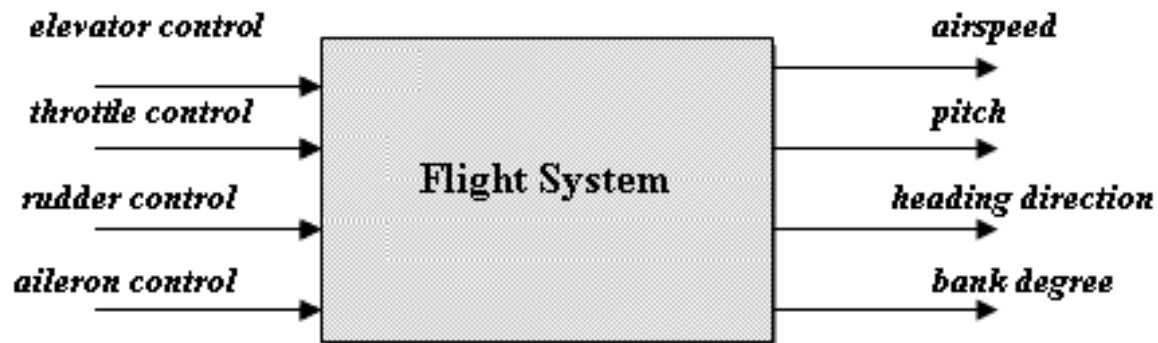 elevator control
throttle control
rudder control
aileron control
Flight System
airspeed
pitch
heading direction
bank degree